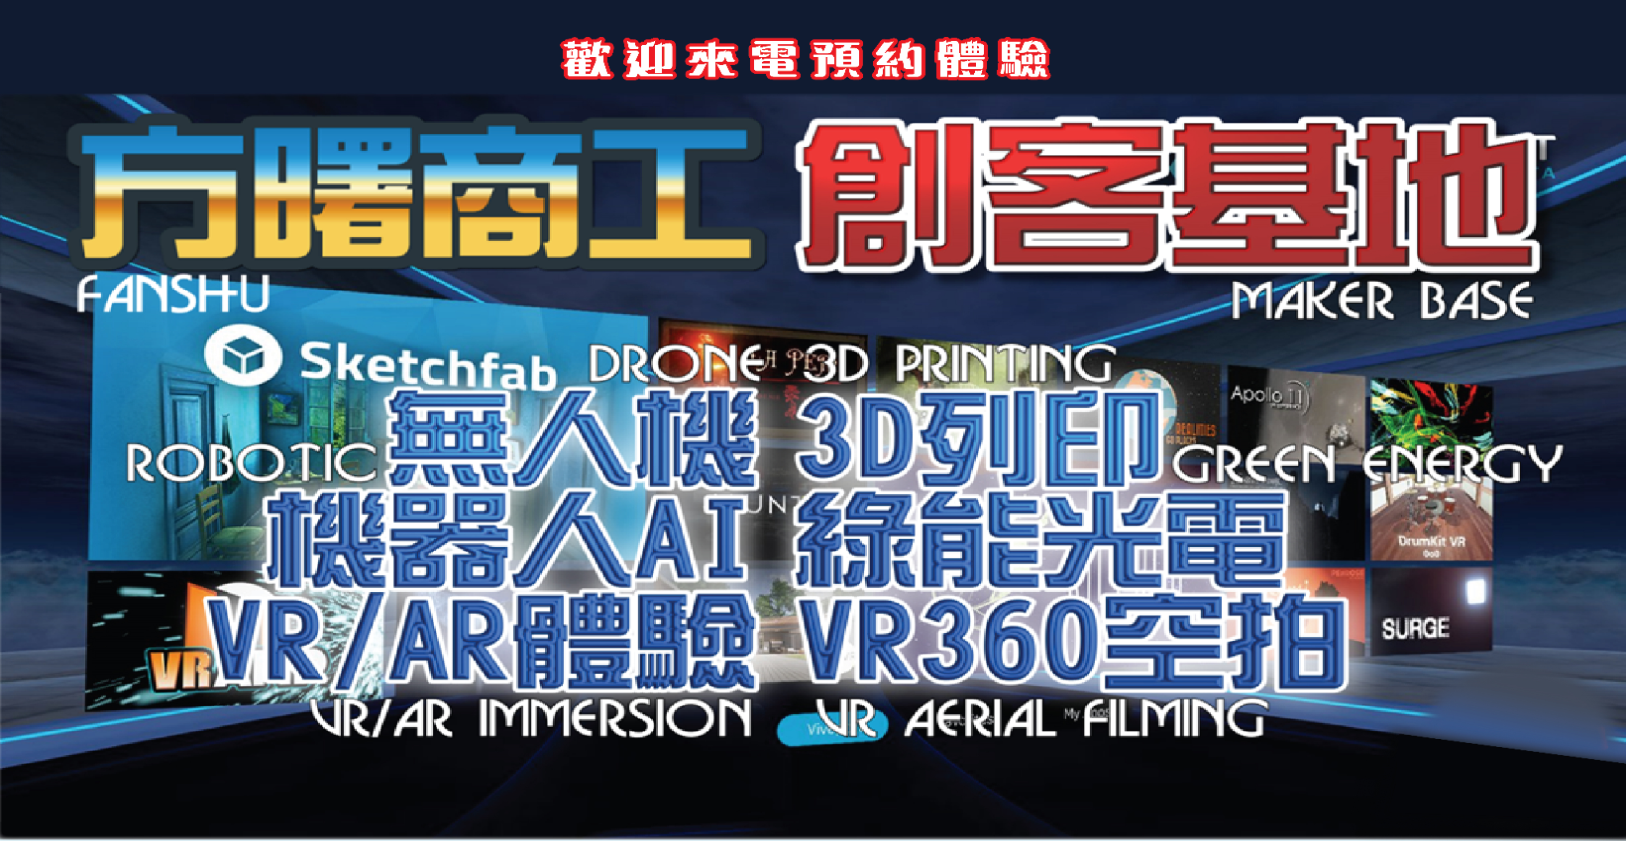 歡迎來電預約體驗
方曙商工 創客基地
FANSHU
MAKER BASE
Sketchfab
DRONE 3D PRINTING
無人機 3D列印
Apollo 11
ROBOTIC
GREEN ENERGY
機器人AI 綠能光電
DrumKit VR
VR/AR體驗 VR360空拍
SURGE
VR/AR IMMERSION
VR AERIAL FILMING